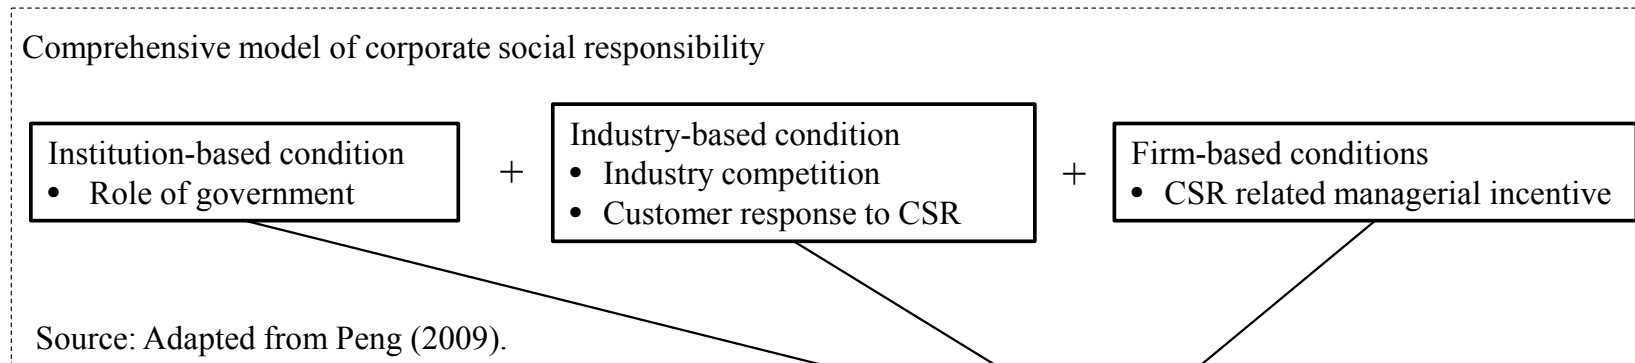 Comprehensive model of corporate social responsibility
Institution-based condition
• Role of government
+
Industry-based condition
• Industry competition
• Customer response to CSR
+
Firm-based conditions
• CSR related managerial incentive
Source: Adapted from Peng (2009).